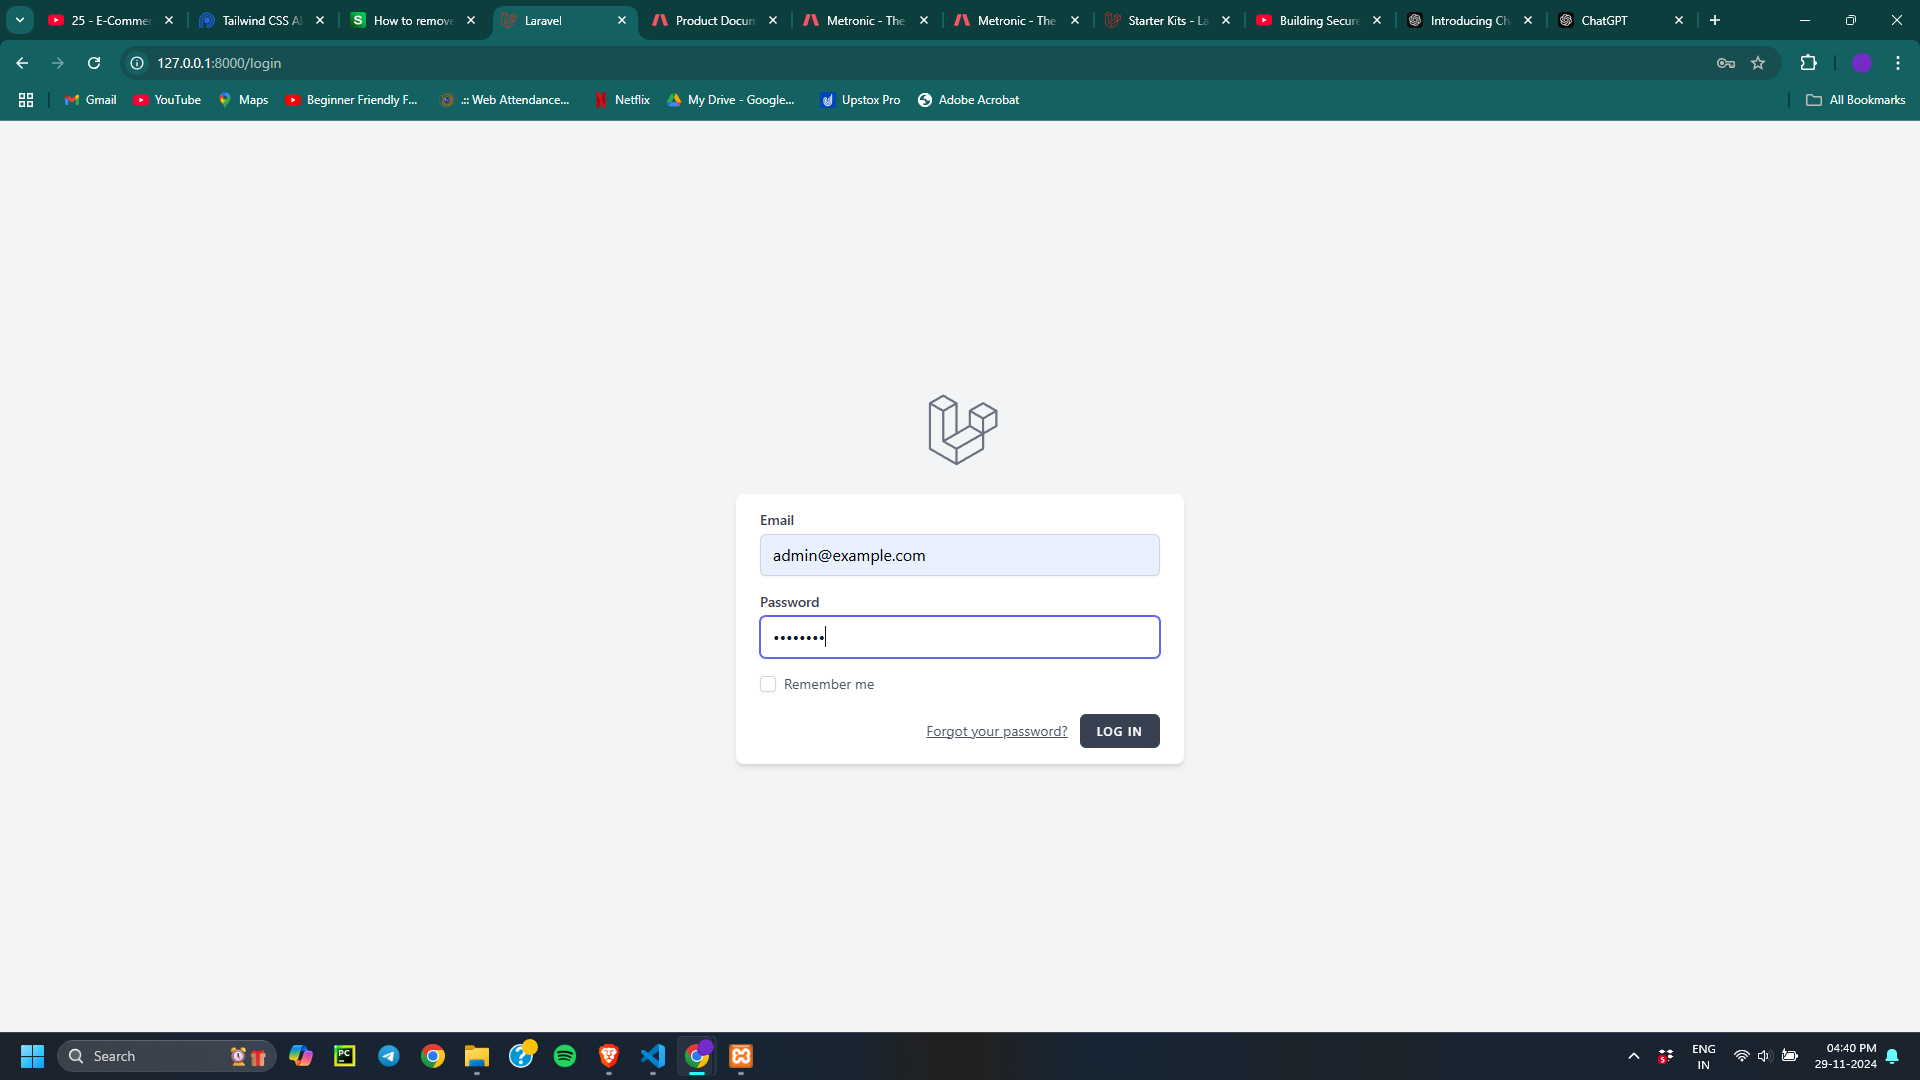 25 - E-Commer
Tailwind CSS Al
How to remove
Laravel
Product Docum
Metronic - The
Metronic - The
Starter Kits - La
Building Secure
Introducing Ch
ChatGPT
127.0.0.1:8000/login
Gmail
YouTube
Maps
Beginner Friendly F...
.:: Web Attendance...
Netflix
My Drive - Google...
Upstox Pro
Adobe Acrobat
All Bookmarks
Email
admin@example.com
Password
••••••••
Remember me
Forgot your password?
LOG IN
Search
PC
5
ENG
IN
04:40 PM
29-11-2024